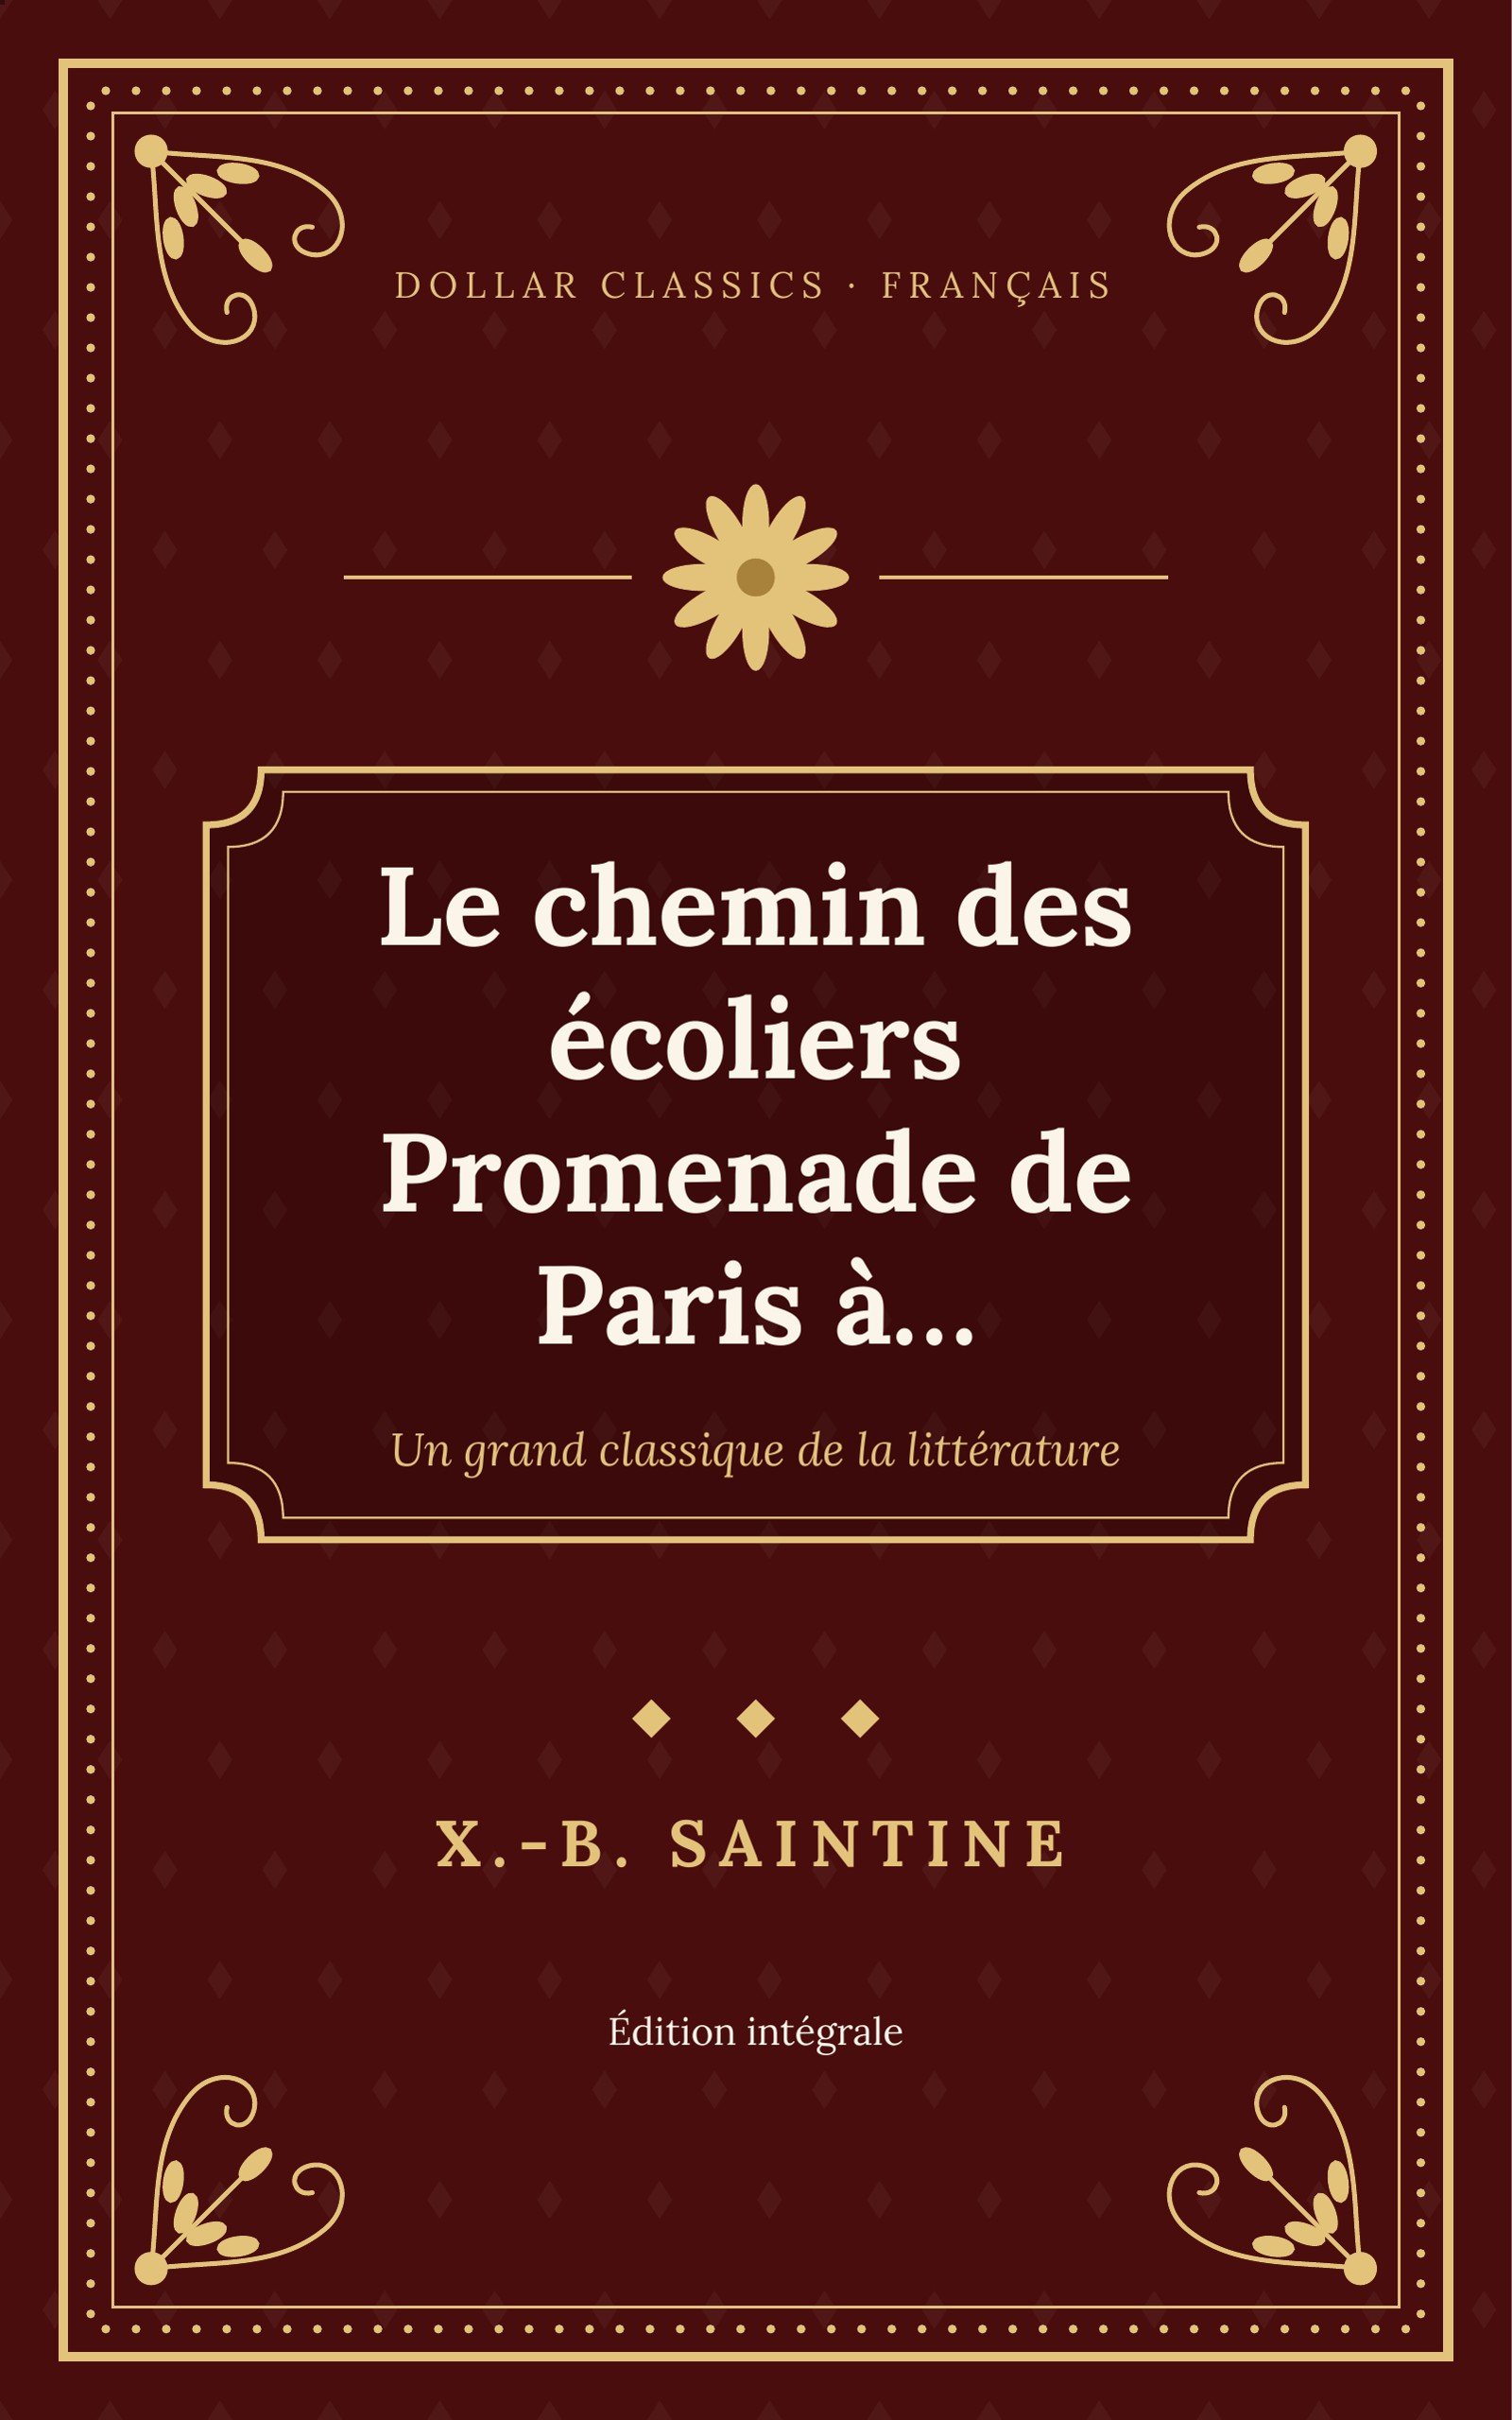 DOLLAR CLASSICS · FRANÇAIS
Le chemin des
écoliers
Promenade de
Paris à...
Un grand classique de la littérature
X.-B. SAINTINE
Édition intégrale